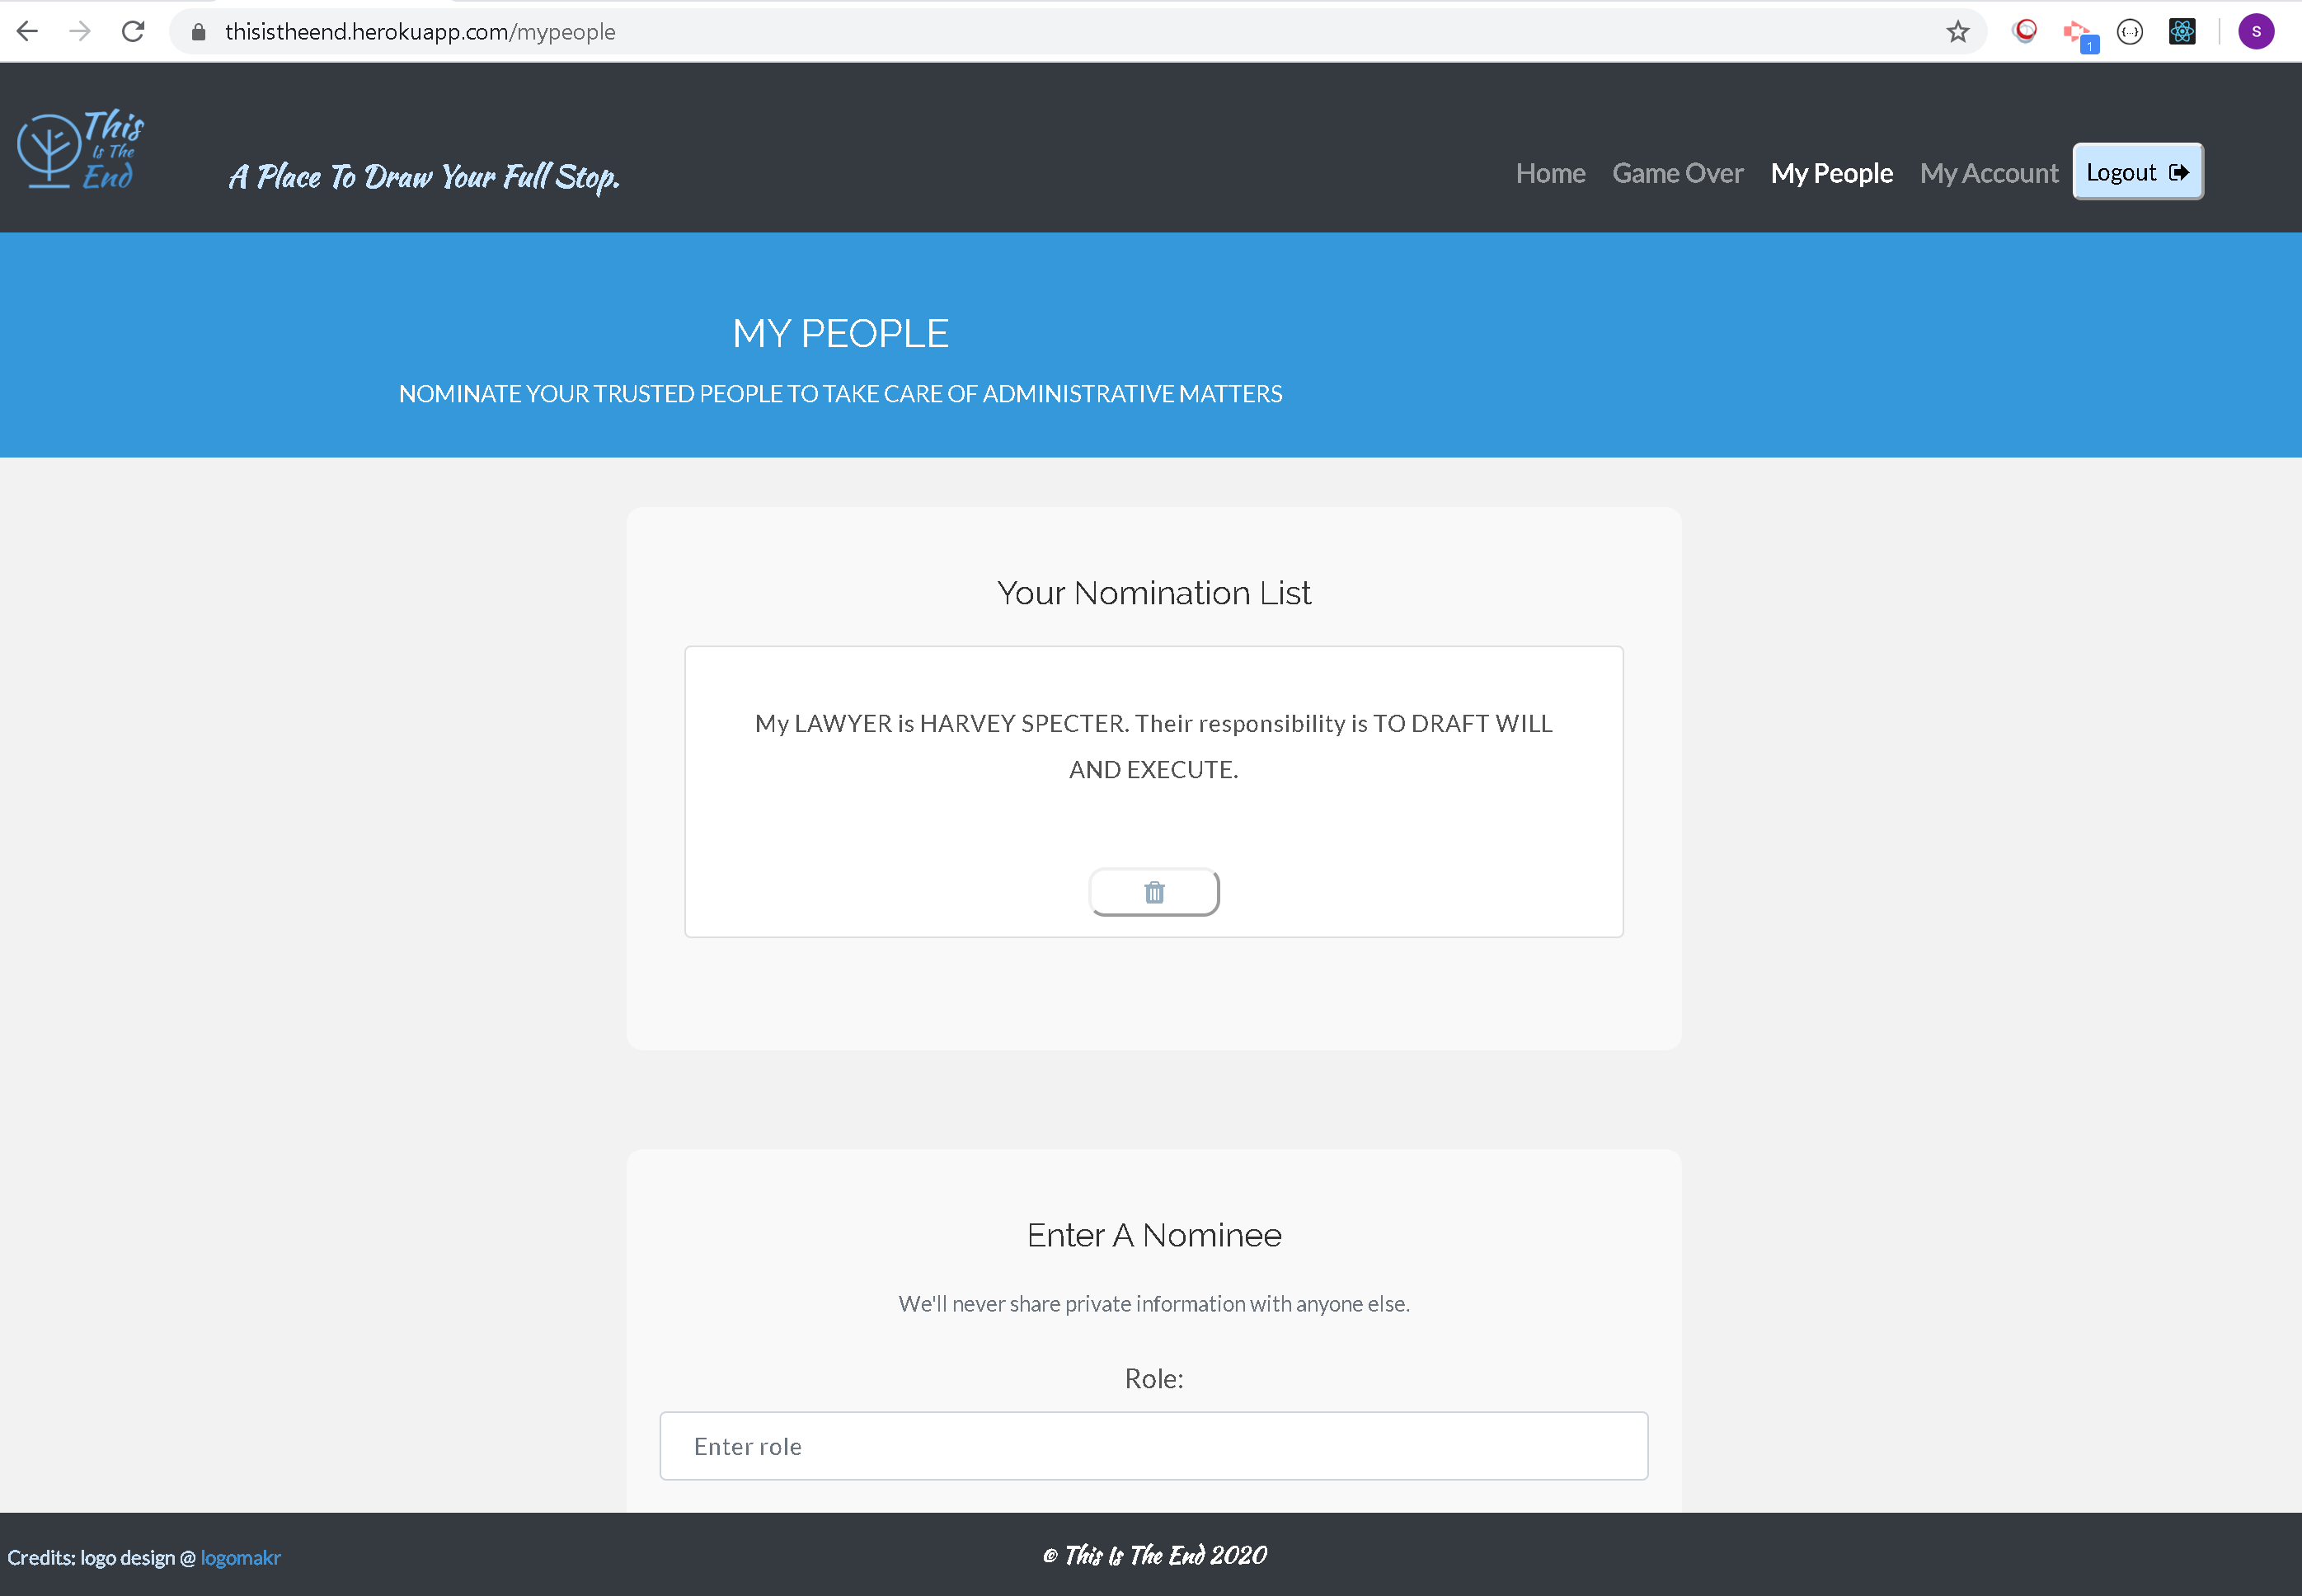 thisistheend.herokuapp.com/mypeople
1
{...}
S
This
Is The
End
A Place To Draw Your Full Stop.
Home Game Over My People My Account Logout
MY PEOPLE
NOMINATE YOUR TRUSTED PEOPLE TO TAKE CARE OF ADMINISTRATIVE MATTERS
Your Nomination List
My LAWYER is HARVEY SPECTER. Their responsibility is TO DRAFT WILL
AND EXECUTE.
Enter A Nominee
We'll never share private information with anyone else.
Role:
Enter role
Credits: logo design @ logomakr
© This Is The End 2020